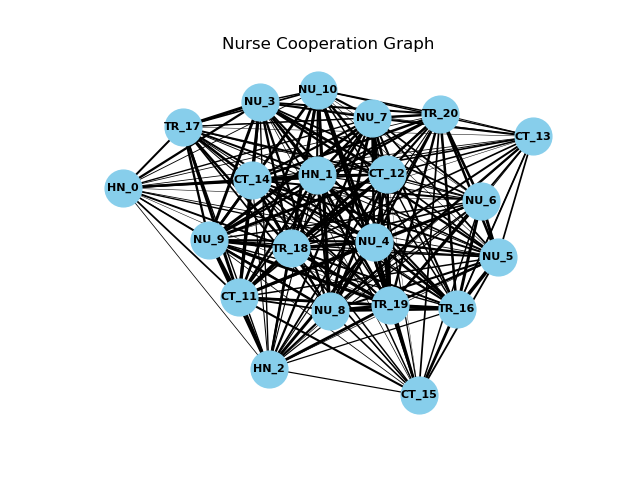 Nurse Cooperation Graph
NU_10
NU_3
NU_7
TR_20
TR_17
CT_13
HN_1
CT_12
CT_14
HN_0
NU_6
NU_9
NU_4
TR_18
NU_5
CT_11
TR_19
TR_16
NU_8
HN_2
CT_15